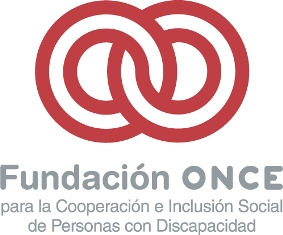 Fundación ONCE
para la Cooperación e Inclusión Social
de Personas con Discapacidad